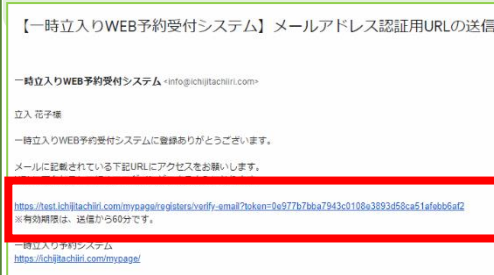 【一時立入りWEB予約受付システム】メールアドレス認証用URLの送信
一時立入りWEB予約受付システム <info@ichijitachiiri.com>
立入 花子様
一時立入りWEB予約受付システムに登録ありがとうございます。
メールに記載されている下記URLにアクセスをお願いします。
https://test.ichijitachiiri.com/mypage/registers/verify-email?token=0e977b7bba7943c0108e3893d58ca51afebb6af2
※有効期限は、送信から60分です。
一時立入り予約システム
https://ichijitachiiri.com/mypage/